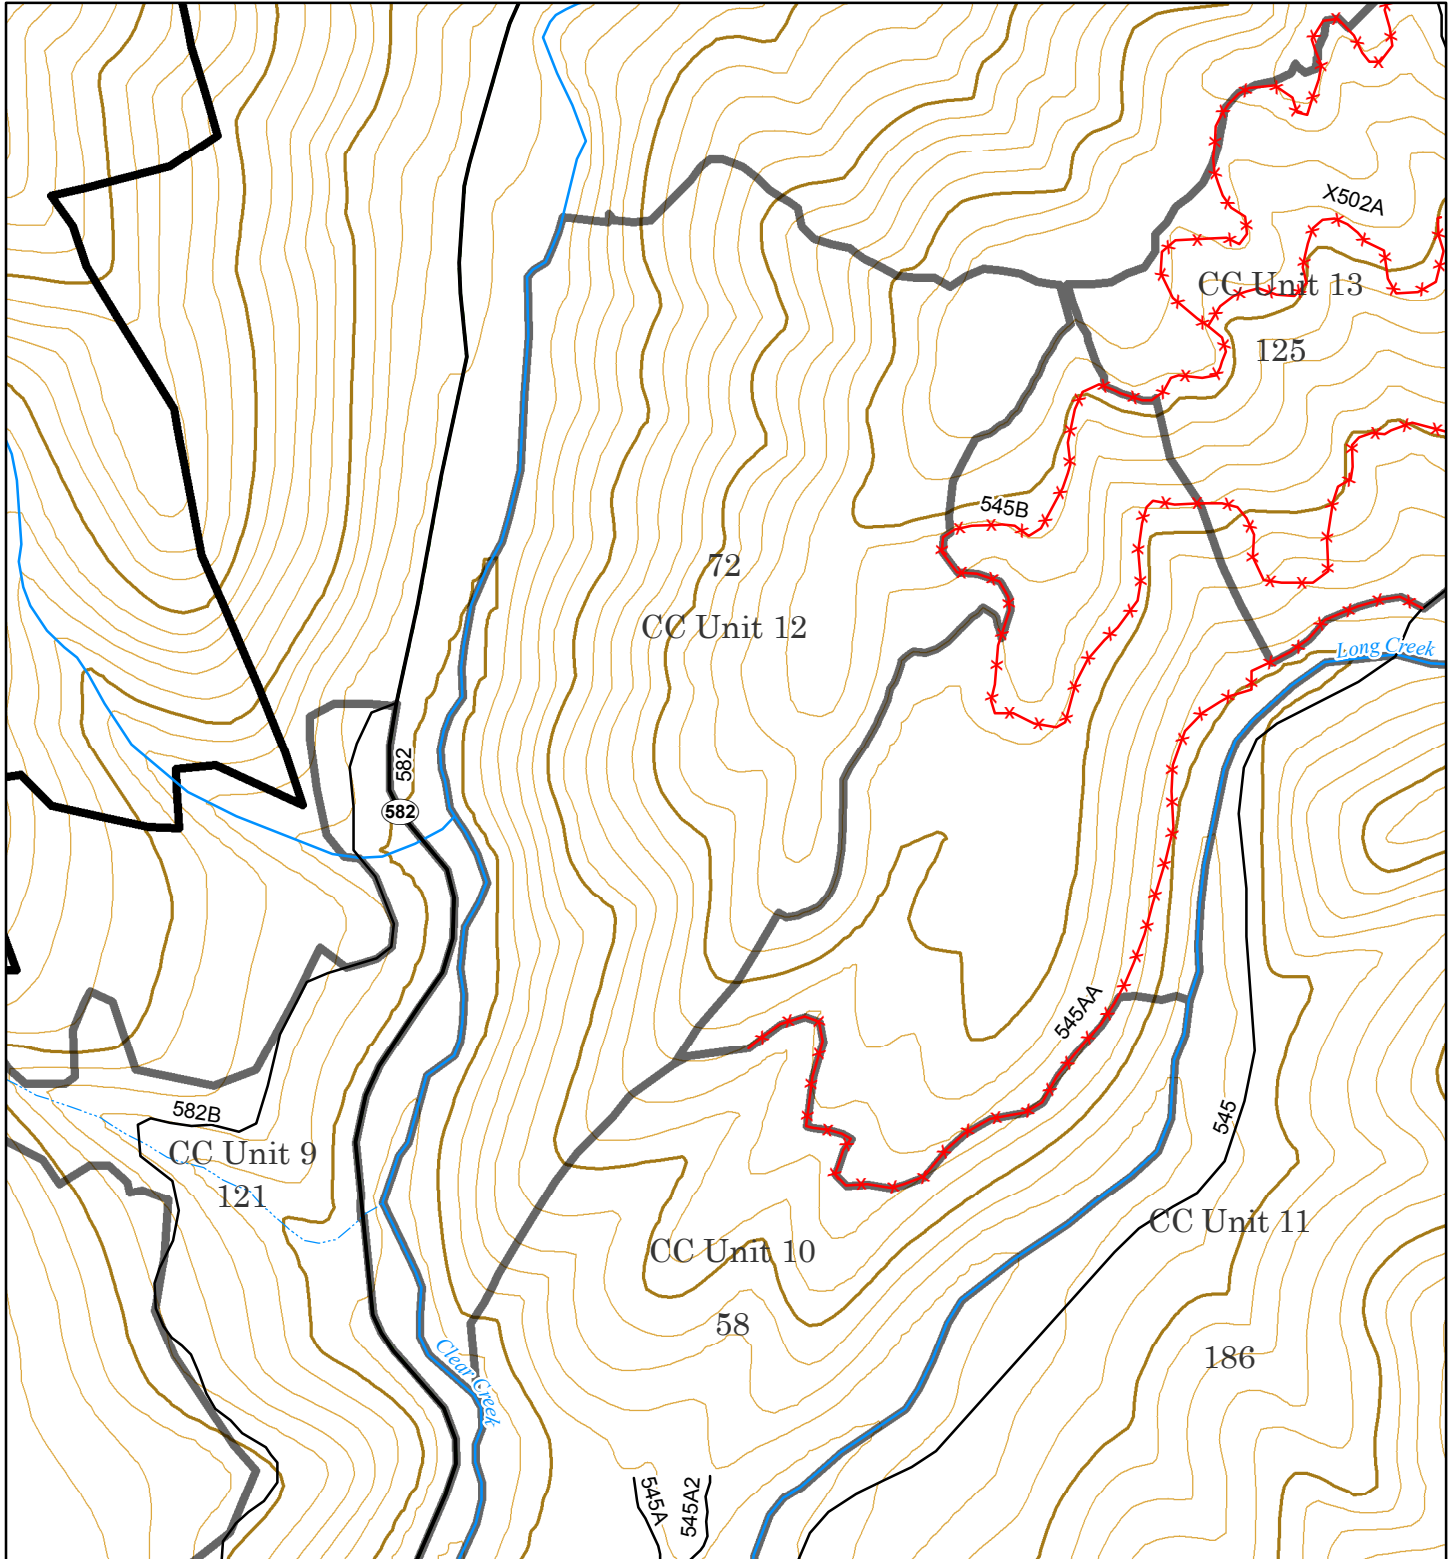 X502A
CC Unit 13
125
545B
72
CC Unit 12
Long Creek
582
582
545AA
582B
545
CC Unit 9
121
CC Unit 11
CC Unit 10
58
186
Clear Creek
545A
545A2